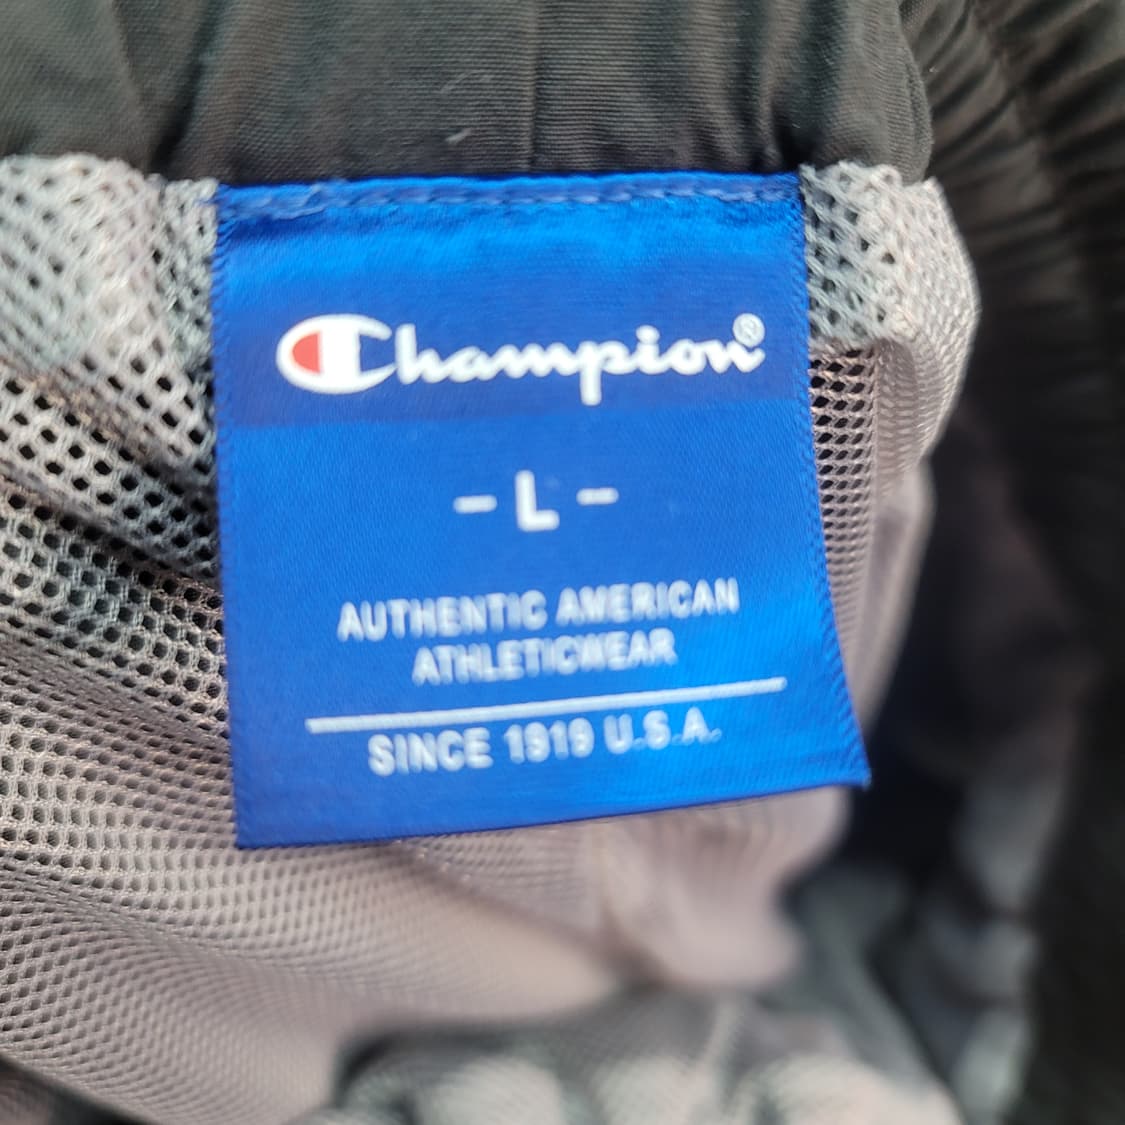 Champion®
- L -
AUTHENTIC AMERICAN
ATHLETICWEAR
SINCE 1919 U.S.A.